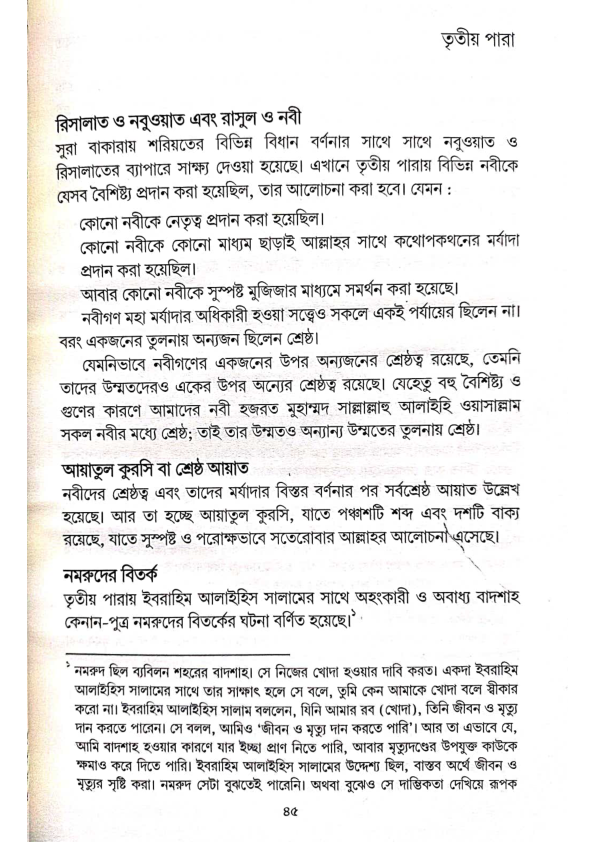 তৃতীয় পারা
রিসালাত ও নবুওয়াত এবং রাসুল ও নবী
সুরা বাকারায় শরিয়তের বিভিন্ন বিধান বর্ণনার সাথে সাথে নবুওয়াত ও
রিসালাতের ব্যাপারে সাক্ষ্য দেওয়া হয়েছে। এখানে তৃতীয় পারায় বিভিন্ন নবীকে
যেসব বৈশিষ্ট্য প্রদান করা হয়েছিল, তার আলোচনা করা হবে। যেমন :
কোনো নবীকে নেতৃত্ব প্রদান করা হয়েছিল।
কোনো নবীকে কোনো মাধ্যম ছাড়াই আল্লাহর সাথে কথোপকথনের মর্যাদা
প্রদান করা হয়েছিল।
আবার কোনো নবীকে সুস্পষ্ট মুজিজার মাধ্যমে সমর্থন করা হয়েছে।
নবীগণ মহা মর্যাদার অধিকারী হওয়া সত্ত্বেও সকলে একই পর্যায়ের ছিলেন না।
বরং একজনের তুলনায় অন্যজন ছিলেন শ্রেষ্ঠ।
যেমনিভাবে নবীগণের একজনের উপর অন্যজনের শ্রেষ্ঠত্ব রয়েছে, তেমনি
তাদের উম্মতদেরও একের উপর অন্যের শ্রেষ্ঠত্ব রয়েছে। যেহেতু বহু বৈশিষ্ট্য ও
গুণের কারণে আমাদের নবী হজরত মুহাম্মদ সাল্লাল্লাহু আলাইহি ওয়াসাল্লাম
সকল নবীর মধ্যে শ্রেষ্ঠ; তাই তার উম্মতও অন্যান্য উম্মতের তুলনায় শ্রেষ্ঠ।
আয়াতুল কুরসি বা শ্রেষ্ঠ আয়াত
নবীদের শ্রেষ্ঠত্ব এবং তাদের মর্যাদার বিস্তর বর্ণনার পর সর্বশ্রেষ্ঠ আয়াত উল্লেখ
হয়েছে। আর তা হচ্ছে আয়াতুল কুরসি, যাতে পঞ্চাশটি শব্দ এবং দশটি বাক্য
রয়েছে, যাতে সুস্পষ্ট ও পরোক্ষভাবে সতেরোবার আল্লাহর আলোচনা এসেছে।
নমরুদের বিতর্ক
তৃতীয় পারায় ইবরাহিম আলাইহিস সালামের সাথে অহংকারী ও অবাধ্য বাদশাহ
কেনান-পুত্র নমরুদের বিতর্কের ঘটনা বর্ণিত হয়েছে।১
১ নমরুদ ছিল ব্যবিলন শহরের বাদশাহ। সে নিজের খোদা হওয়ার দাবি করত। একদা ইবরাহিম
আলাইহিস সালামের সাথে তার সাক্ষাৎ হলে সে বলে, তুমি কেন আমাকে খোদা বলে স্বীকার
করো না। ইবরাহিম আলাইহিস সালাম বললেন, যিনি আমার রব (খোদা), তিনি জীবন ও মৃত্যু
দান করতে পারেন। সে বলল, আমিও ‘জীবন ও মৃত্যু দান করতে পারি’। আর তা এভাবে যে,
আমি বাদশাহ হওয়ার কারণে যার ইচ্ছা প্রাণ নিতে পারি, আবার মৃত্যুদণ্ডের উপযুক্ত কাউকে
ক্ষমাও করে দিতে পারি। ইবরাহিম আলাইহিস সালামের উদ্দেশ্য ছিল, বাস্তব অর্থে জীবন ও
মৃত্যুর সৃষ্টি করা। নমরুদ সেটা বুঝতেই পারেনি। অথবা বুঝেও সে দাম্ভিকতা দেখিয়ে রূপক
৪৫